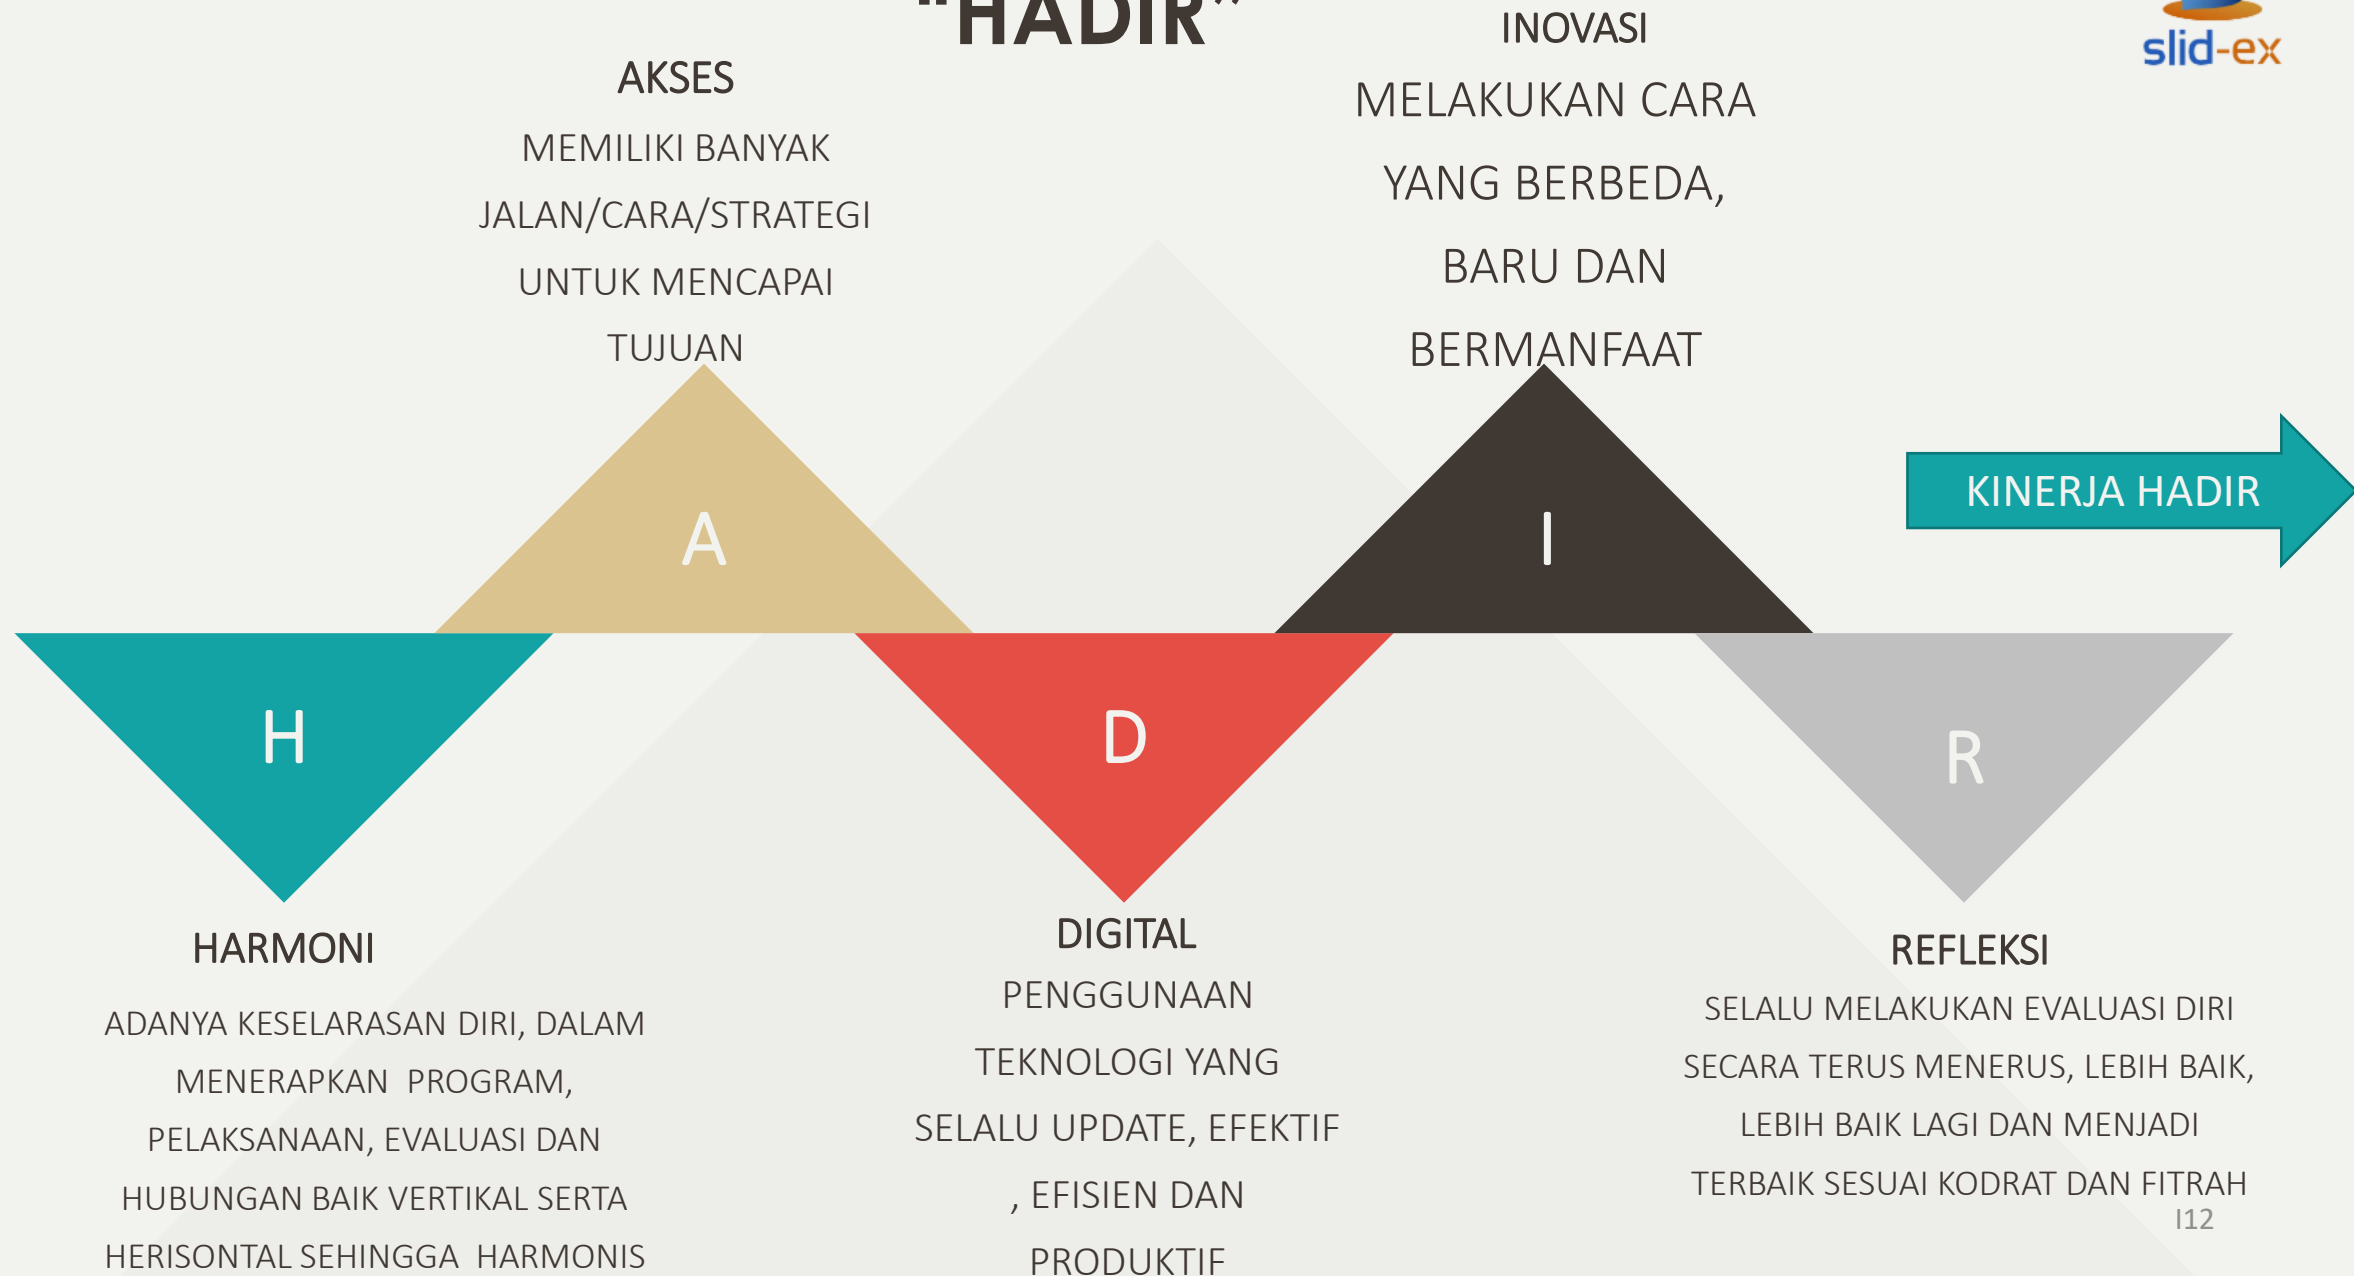 "HADIR"
slid-ex
AKSES
MEMILIKI BANYAK
JALAN/CARA/STRATEGI
UNTUK MENCAPAI
TUJUAN
INOVASI
MELAKUKAN CARA
YANG BERBEDA,
BARU DAN
BERMANFAAT
KINERJA HADIR
A
I
H
D
R
HARMONI
ADANYA KESELARASAN DIRI, DALAM
MENERAPKAN PROGRAM,
PELAKSANAAN, EVALUASI DAN
HUBUNGAN BAIK VERTIKAL SERTA
HERISONTAL SEHINGGA HARMONIS
DIGITAL
PENGGUNAAN
TEKNOLOGI YANG
SELALU UPDATE, EFEKTIF
, EFISIEN DAN
PRODUKTIF
REFLEKSI
SELALU MELAKUKAN EVALUASI DIRI
SECARA TERUS MENERUS, LEBIH BAIK,
LEBIH BAIK LAGI DAN MENJADI
TERBAIK SESUAI KODRAT DAN FITRAH
I12